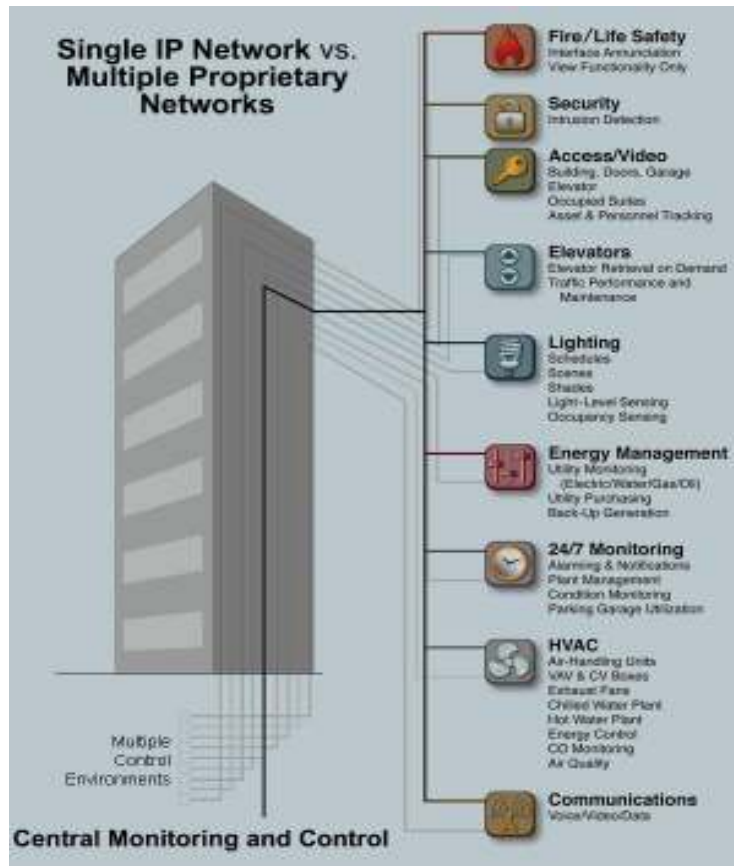 Single IP Network vs.
Multiple Proprietary
Networks
Fire/Life Safety
Interface Annunciation
View Functionality Only
Security
Intrusion Detection
Access/Video
Building, Doors, Garage
Elevator
Occupied Suites
Asset & Personnel Tracking
Elevators
Elevator Retrieval on Demand
Traffic Performance and
Maintenance
Lighting
Schedules
Scenes
Shades
Light-Level Sensing
Occupancy Sensing
Energy Management
Utility Monitoring
(Electric/Water/Gas/Oil)
Utility Purchasing
Back-Up Generation
24/7 Monitoring
Alarming & Notifications
Plant Management
Condition Monitoring
Parking Garage Utilization
HVAC
Air-Handling Units
VAV & CV Boxes
Exhaust Fans
Chilled Water Plant
Hot Water Plant
Energy Control
CO Monitoring
Air Quality
Communications
Voice/Video/Data
Multiple
Control
Environments
Central Monitoring and Control